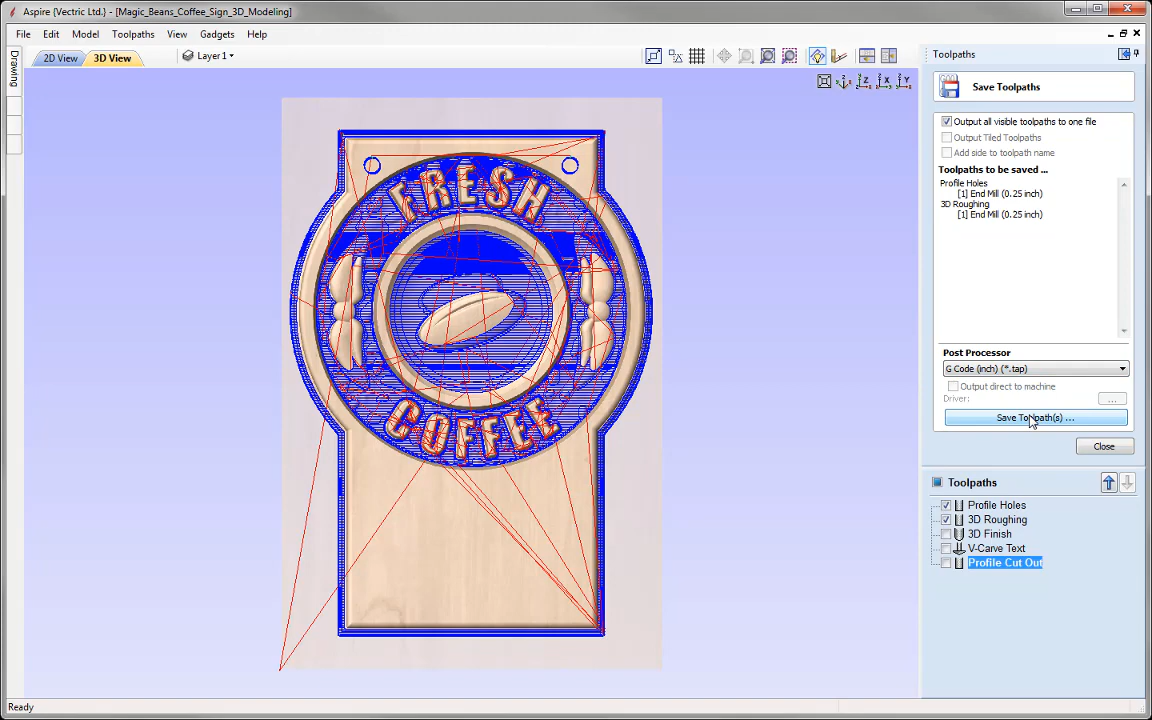 Aspire {Vectric Ltd.} - [Magic_Beans_Coffee_Sign_3D_Modeling]
File Edit Model Toolpaths View Gadgets Help
Drawing
2D View 3D View Layer 1
Z X Y
FRESH
COFFEE
Toolpaths
Save Toolpaths
Output all visible toolpaths to one file
Output Tiled Toolpaths
Add side to toolpath name
Toolpaths to be saved ...
Profile Holes
[1] End Mill (0.25 inch)
3D Roughing
[1] End Mill (0.25 inch)
Post Processor
G Code (inch) (*.tap)
Output direct to machine
Driver: ...
Save Toolpath(s) ...
Close
Toolpaths
Profile Holes
3D Roughing
3D Finish
V-Carve Text
Profile Cut Out
Ready